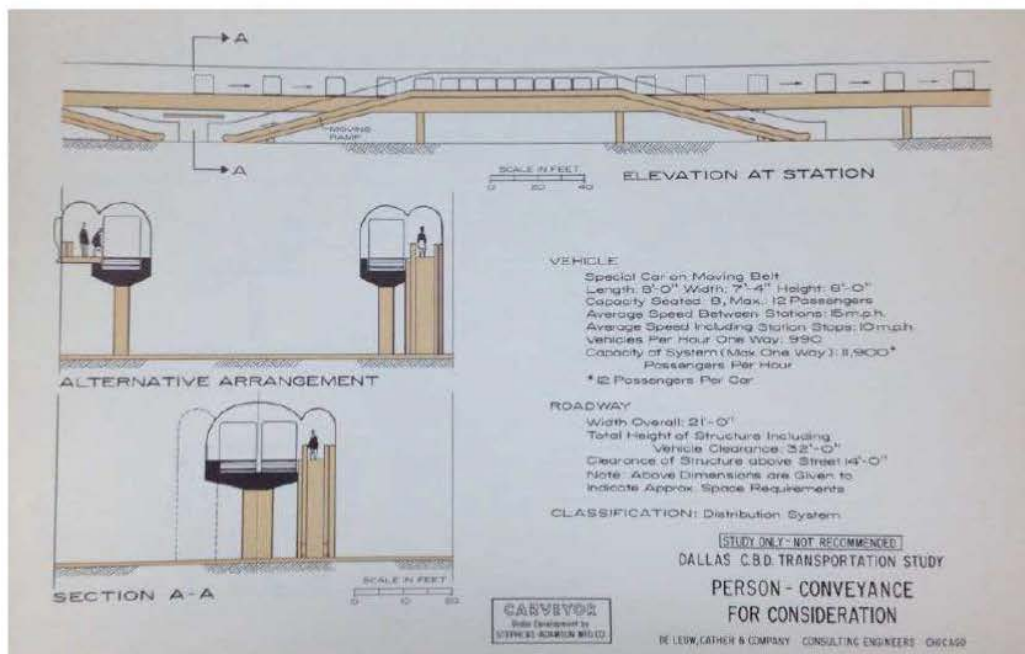 A
MOVING
RAMP
A
SCALE IN FEET
0 20 40
ELEVATION AT STATION
ALTERNATIVE ARRANGEMENT
SECTION A-A
SCALE IN FEET
0 10 20
VEHICLE
Special Car on Moving Belt
Length: 8'-0" Width: 7'-4" Height: 6'-0"
Capacity Seated: 8, Max.: 12 Passengers
Average Speed Between Stations: 15 m.p.h.
Average Speed Including Station Stops: 10 m.p.h
Vehicles Per Hour One Way: 990
Capacity of System (Max. One Way): 11,900*
Passengers Per Hour
*12 Passengers Per Car
ROADWAY
Width Overall: 21'-0"
Total Height of Structure Including
Vehicle Clearance: 32'-0"
Clearance of Structure above Street 14'-0"
Note: Above Dimensions are Given to
Indicate Approx. Space Requirements
CLASSIFICATION: Distribution System
STUDY ONLY - NOT RECOMMENDED
DALLAS C.B.D. TRANSPORTATION STUDY
PERSON - CONVEYANCE
FOR CONSIDERATION
CARVEYOR
Under Development by
STEPHENS-ADAMSON MFG. CO.
DE LEUW, CATHER & COMPANY CONSULTING ENGINEERS CHICAGO